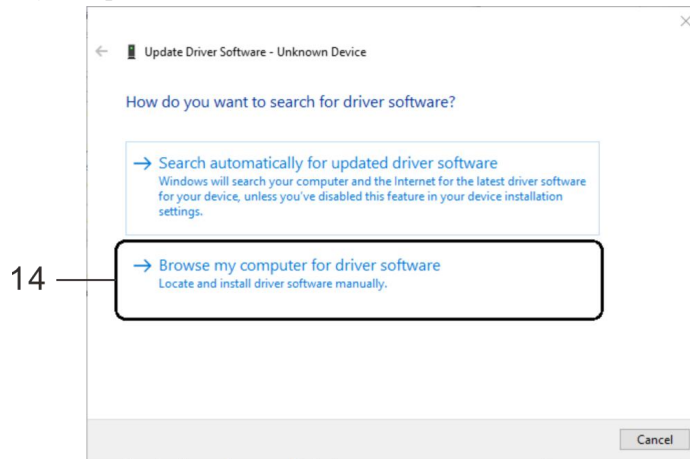 Update Driver Software - Unknown Device
How do you want to search for driver software?
Search automatically for updated driver software
Windows will search your computer and the Internet for the latest driver software
for your device, unless you've disabled this feature in your device installation
settings.
14
Browse my computer for driver software
Locate and install driver software manually.
Cancel